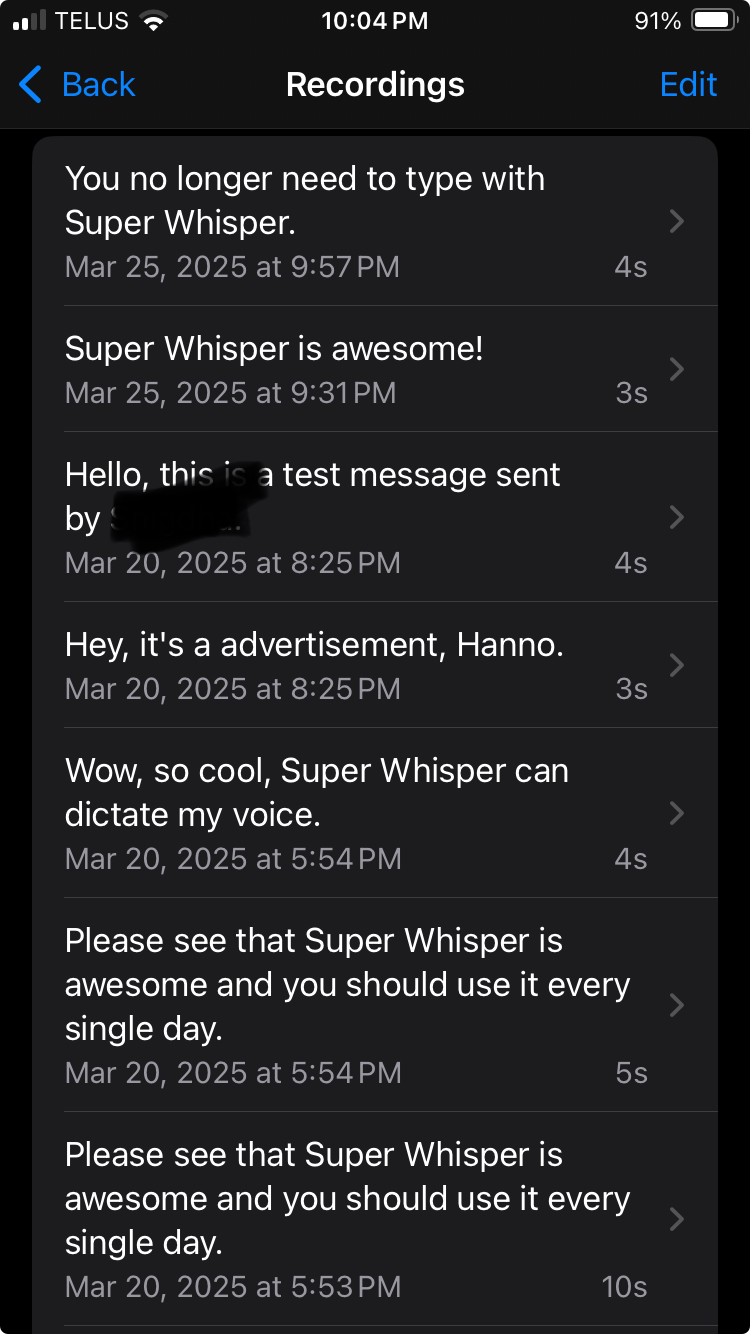 TELUS 10:04 PM 91%
Back Recordings Edit
You no longer need to type with
Super Whisper.
Mar 25, 2025 at 9:57 PM 4s
Super Whisper is awesome!
Mar 25, 2025 at 9:31 PM 3s
Hello, this is a test message sent
by
Mar 20, 2025 at 8:25 PM 4s
Hey, it's a advertisement, Hanno.
Mar 20, 2025 at 8:25 PM 3s
Wow, so cool, Super Whisper can
dictate my voice.
Mar 20, 2025 at 5:54 PM 4s
Please see that Super Whisper is
awesome and you should use it every
single day.
Mar 20, 2025 at 5:54 PM 5s
Please see that Super Whisper is
awesome and you should use it every
single day.
Mar 20, 2025 at 5:53 PM 10s